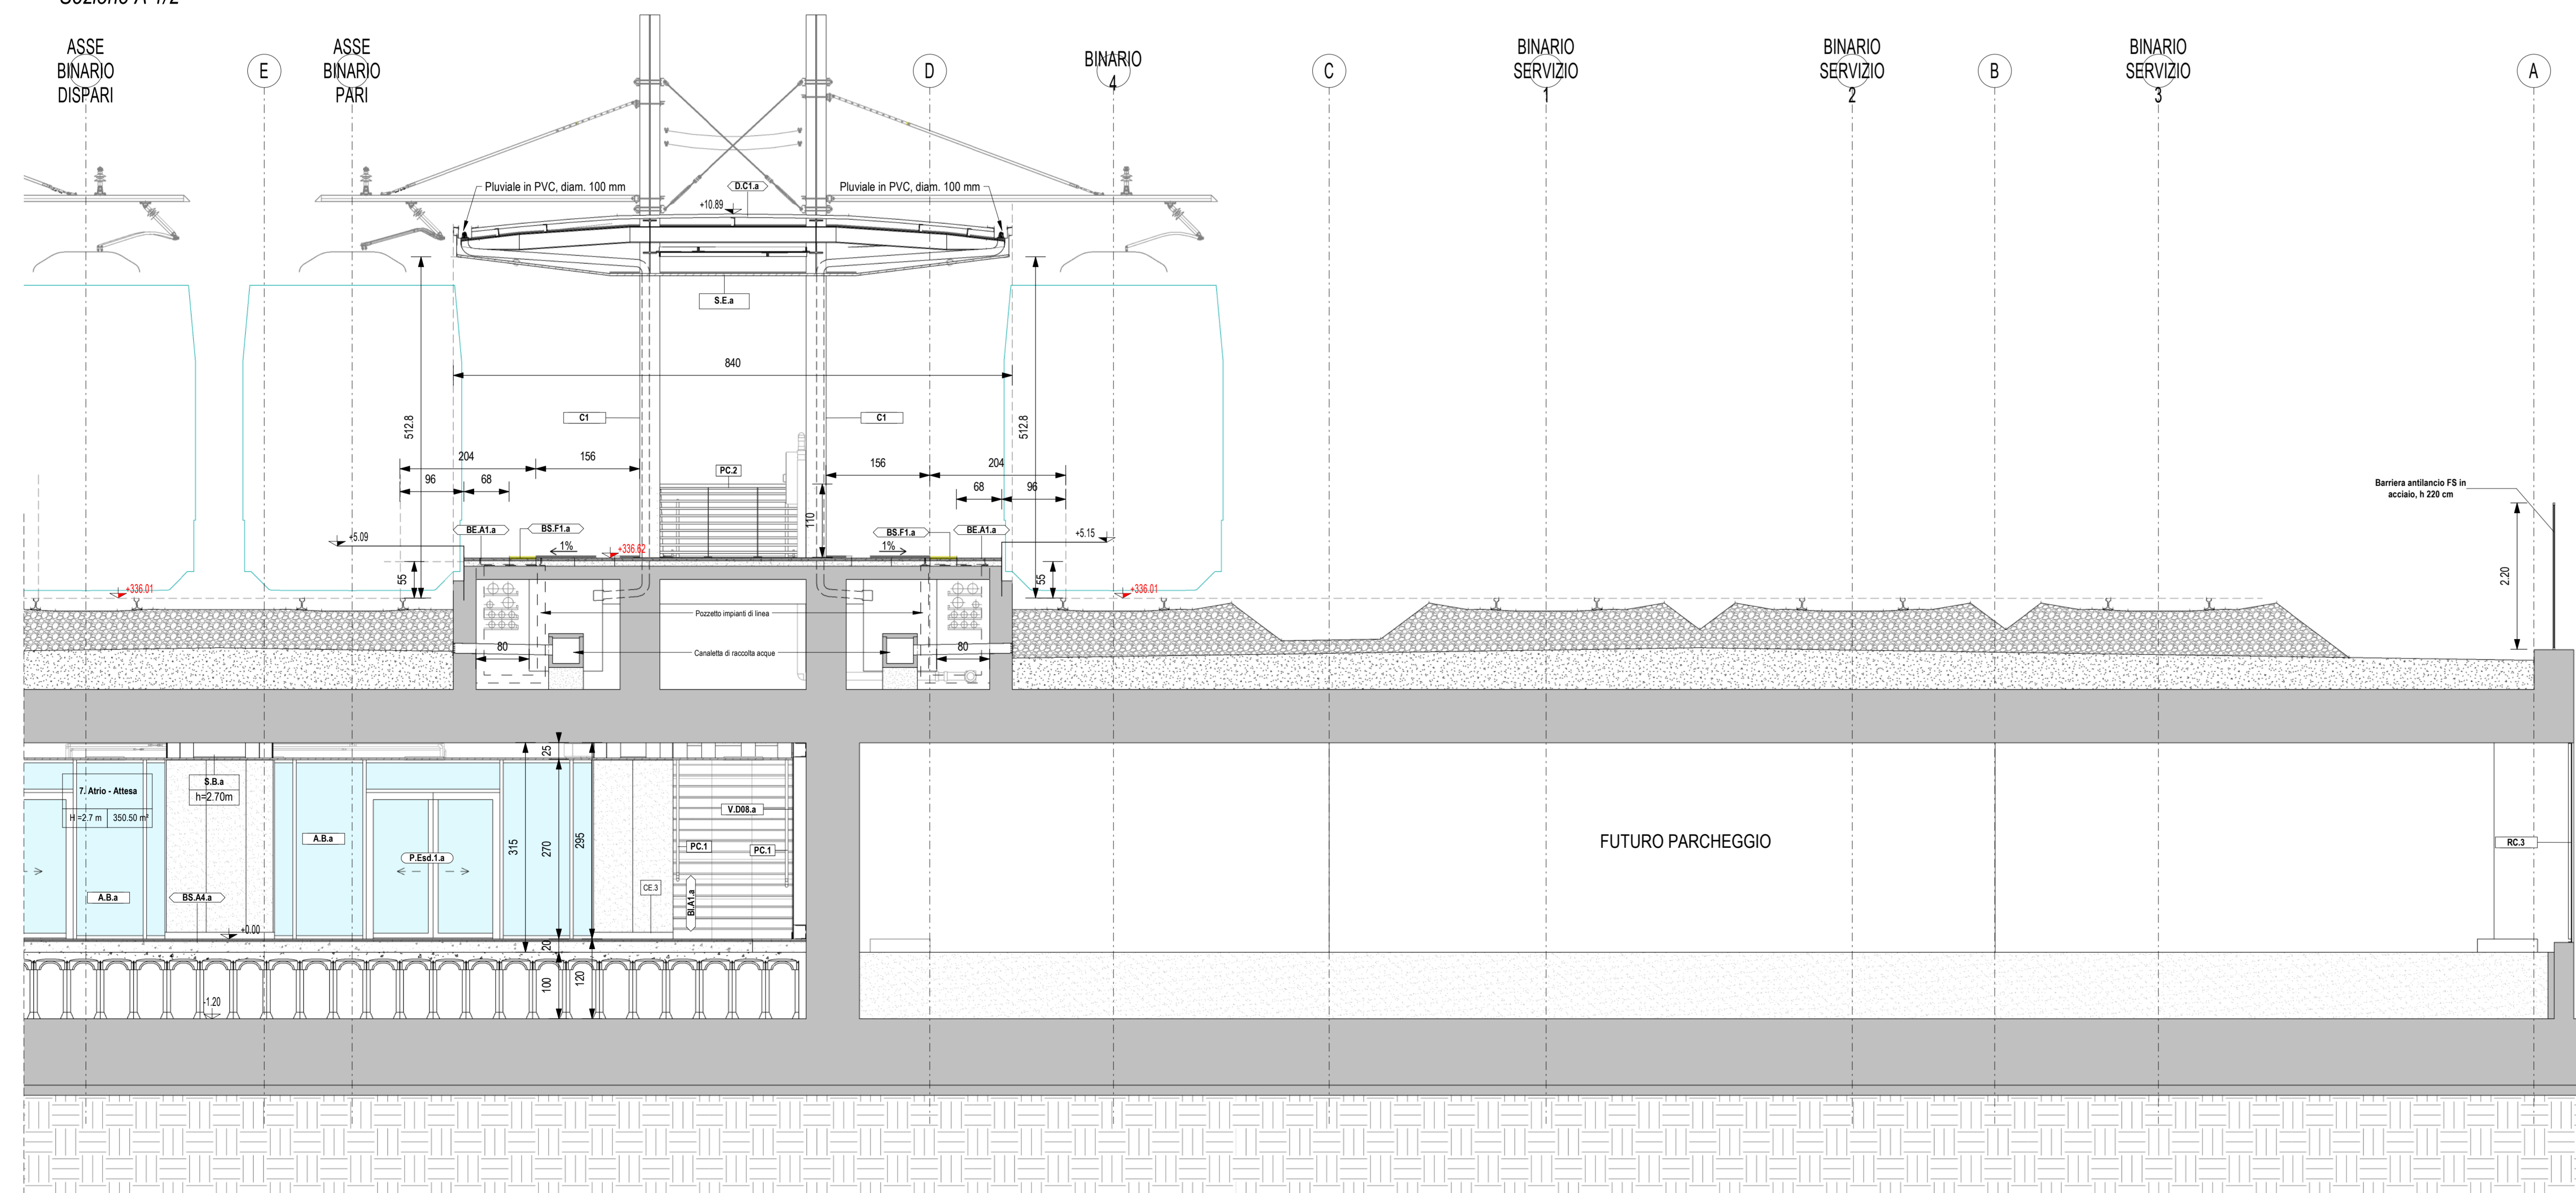 Sezione A 1/2
ASSE
BINARIO
DISPARI
E
ASSE
BINARIO
PARI
D
BINARIO
4
C
BINARIO
SERVIZIO
1
BINARIO
SERVIZIO
2
B
BINARIO
SERVIZIO
3
A
Pluviale in PVC, diam. 100 mm
D.C1.a
Pluviale in PVC, diam. 100 mm
+10.89
S.E.a
840
512.8
C1
C1
512.8
204
156
PC.2
156
204
96
68
68
96
110
Barriera antilancio FS in
acciaio, h 220 cm
2.20
BE.A1.a
BS.F1.a
BS.F1.a
BE.A1.a
+5.09
1%
+336.62
1%
+5.15
55
55
+336.01
+336.01
Pozzetto impianti di linea
80
Canaletta di raccolta acque
80
25
S.B.a
h=2.70m
7. Atrio - Attesa
H =2.7 m
350.50 m²
A.B.a
V.D08.a
315
270
295
PC.1
PC.1
P.Esd.1.a
FUTURO PARCHEGGIO
RC.3
CE.3
A.B.a
BS.A4.a
BI.A1.a
+0.00
20
100
120
-1.20